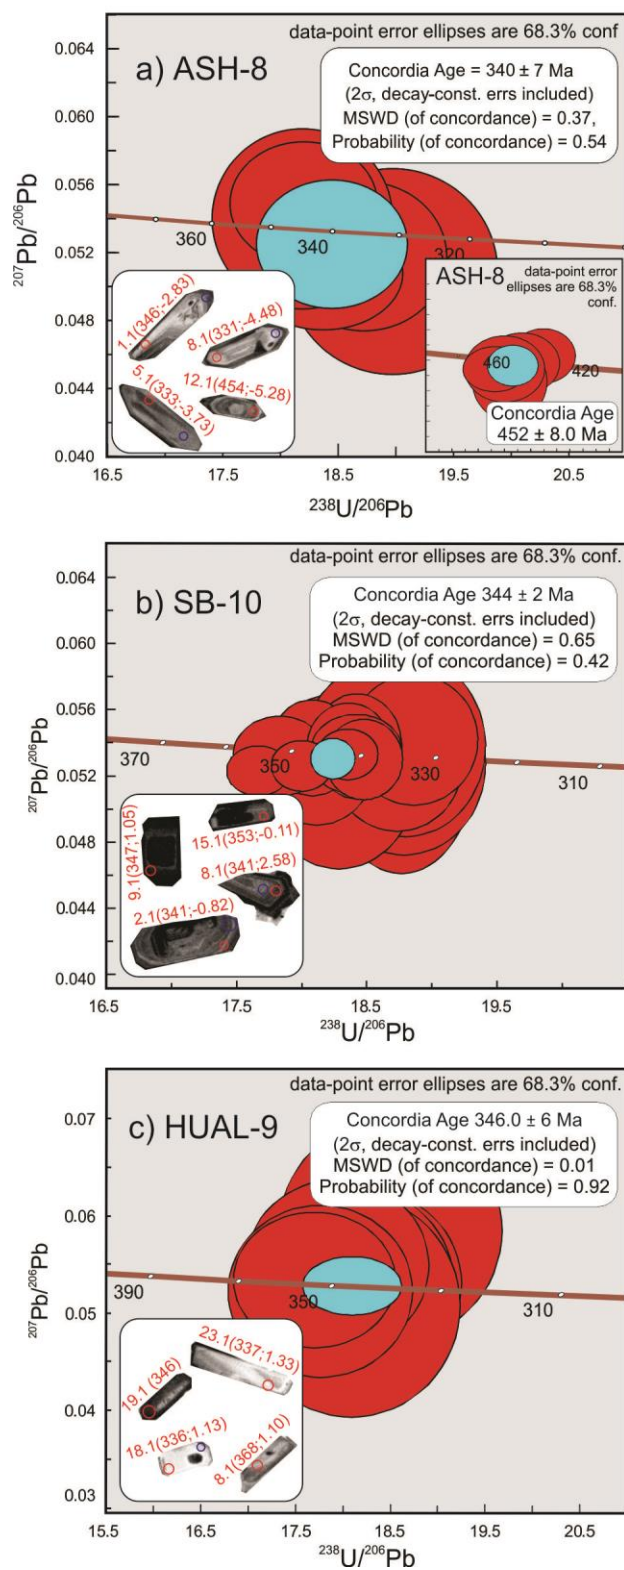 data-point error ellipses are 68.3% conf
a) ASH-8
Concordia Age = 340 ± 7 Ma
(2σ, decay-const. errs included)
MSWD (of concordance) = 0.37,
Probability (of concordance) = 0.54
0.064
0.060
0.056
0.052
0.048
0.044
0.040
207Pb/206Pb
360
340
320
1.1(346;-2.83)
8.1(331;-4.48)
5.1(333;-3.73)
12.1(454;-5.28)
ASH-8
data-point error
ellipses are 68.3%
conf.
460
420
Concordia Age
452 ± 8.0 Ma
16.5
17.5
18.5
19.5
20.5
238U/206Pb
data-point error ellipses are 68.3% conf.
b) SB-10
Concordia Age 344 ± 2 Ma
(2σ, decay-const. errs included)
MSWD (of concordance) = 0.65
Probability (of concordance) = 0.42
0.064
0.060
0.056
0.052
0.048
0.044
0.040
207Pb/206Pb
370
350
330
310
9.1(347;1.05)
15.1(353;-0.11)
8.1(341;2.58)
2.1(341;-0.82)
16.5
17.5
18.5
19.5
238U/206Pb
data-point error ellipses are 68.3% conf.
c) HUAL-9
Concordia Age 346.0 ± 6 Ma
(2σ, decay-const. errs included)
MSWD (of concordance) = 0.01
Probability (of concordance) = 0.92
0.07
0.06
0.05
0.04
0.03
207Pb/206Pb
390
350
310
23.1(337;1.33)
19.1 (346)
18.1(336;1.13)
8.1(368;1.10)
15.5
16.5
17.5
18.5
19.5
20.5
238U/206Pb